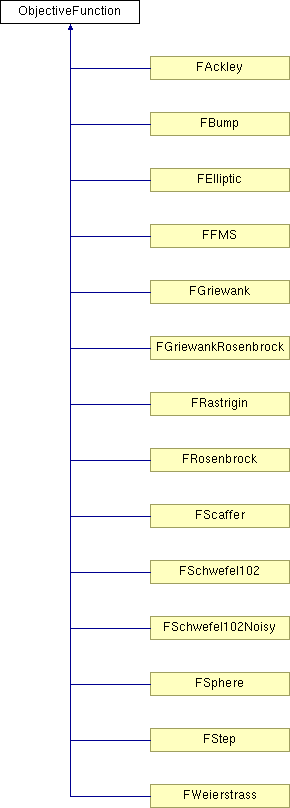 ObjectiveFunction
FAckley
FBump
FElliptic
FFMS
FGriewank
FGriewankRosenbrock
FRastrigin
FRosenbrock
FScaffer
FSchwefel102
FSchwefel102Noisy
FSphere
FStep
FWeierstrass